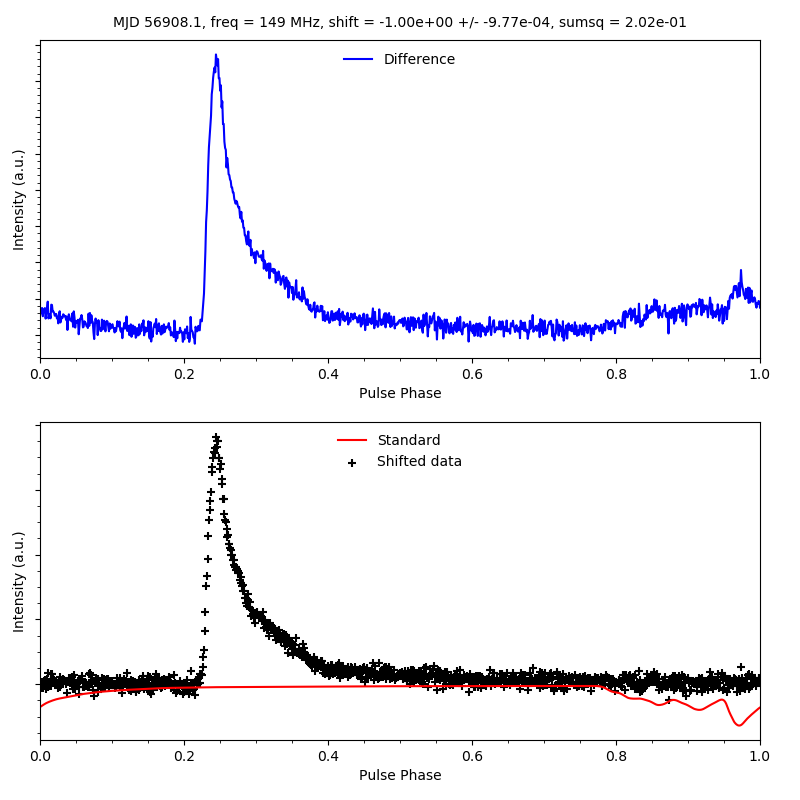 MJD 56908.1, freq = 149 MHz, shift = -1.00e+00 +/- -9.77e-04, sumsq = 2.02e-01
Difference
Intensity (a.u.)
0.0 0.2 0.4 0.6 0.8 1.0
Pulse Phase
Standard
Shifted data
Intensity (a.u.)
0.0 0.2 0.4 0.6 0.8 1.0
Pulse Phase